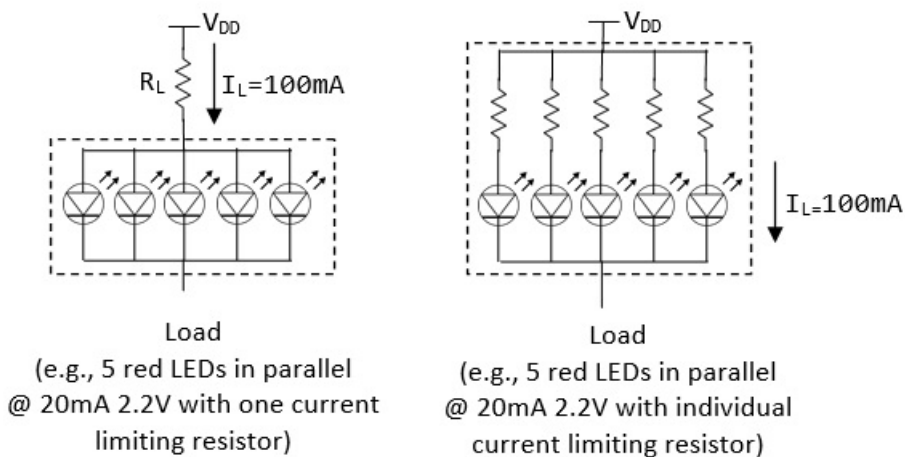 VDD
RL
IL=100mA
Load
(e.g., 5 red LEDs in parallel
@ 20mA 2.2V with one current
limiting resistor)
VDD
IL=100mA
Load
(e.g., 5 red LEDs in parallel
@ 20mA 2.2V with individual
current limiting resistor)